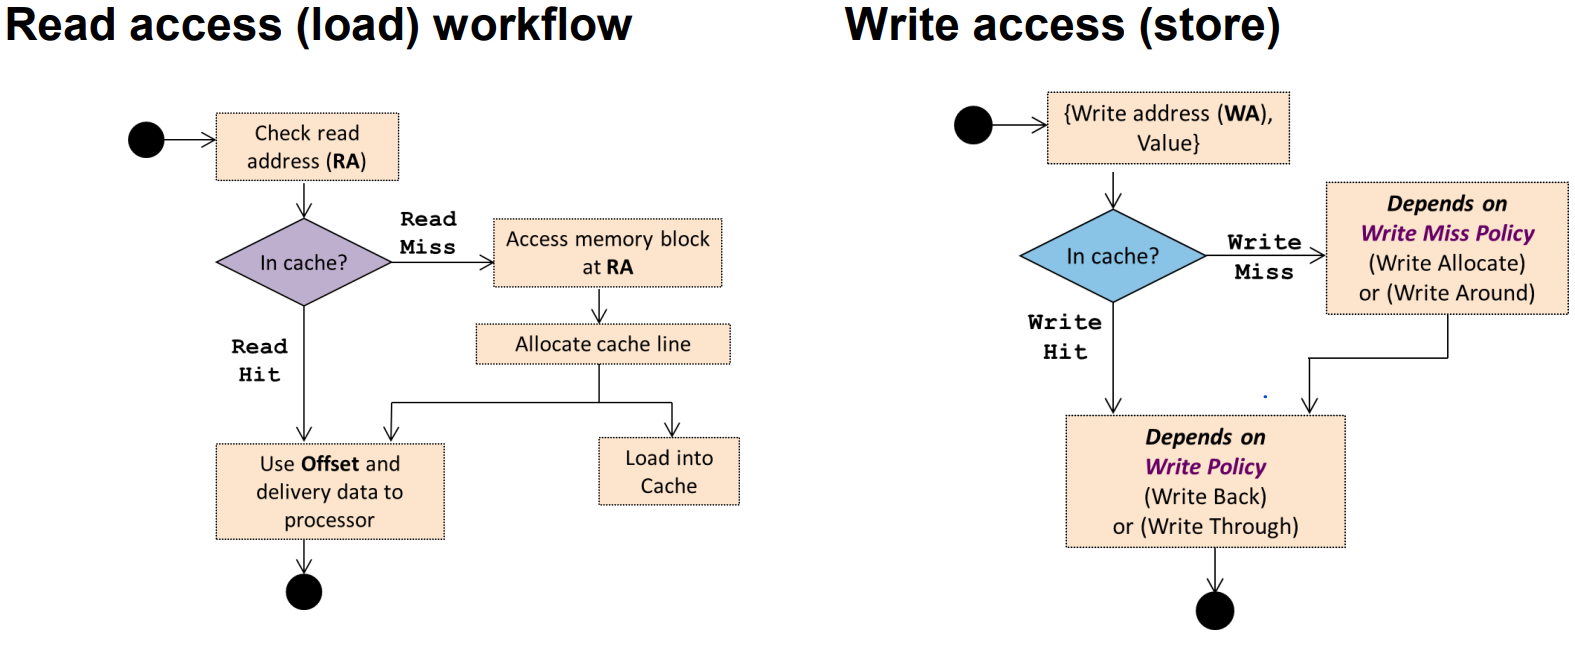 Read access (load) workflow
Check read
address (RA)
In cache?
Read
Miss
Access memory block
at RA
Allocate cache line
Read
Hit
Use Offset and
delivery data to
processor
Load into
Cache
Write access (store)
{Write address (WA),
Value}
In cache?
Write
Miss
Depends on
Write Miss Policy
(Write Allocate)
or (Write Around)
Write
Hit
Depends on
Write Policy
(Write Back)
or (Write Through)